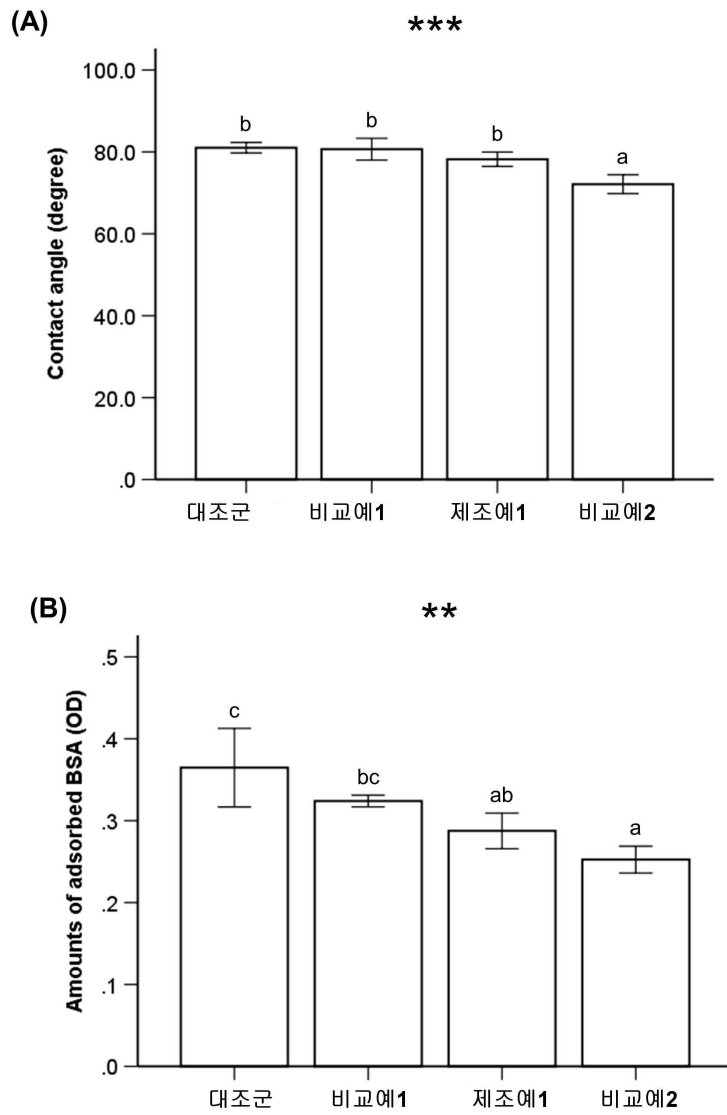 (A)
***
100.0
80.0
60.0
40.0
20.0
.0
Contact angle (degree)
b
b
b
a
대조군 비교예1 제조예1 비교예2
(B)
**
.5
.4
.3
.2
.1
.0
Amounts of adsorbed BSA (OD)
c
bc
ab
a
대조군 비교예1 제조예1 비교예2